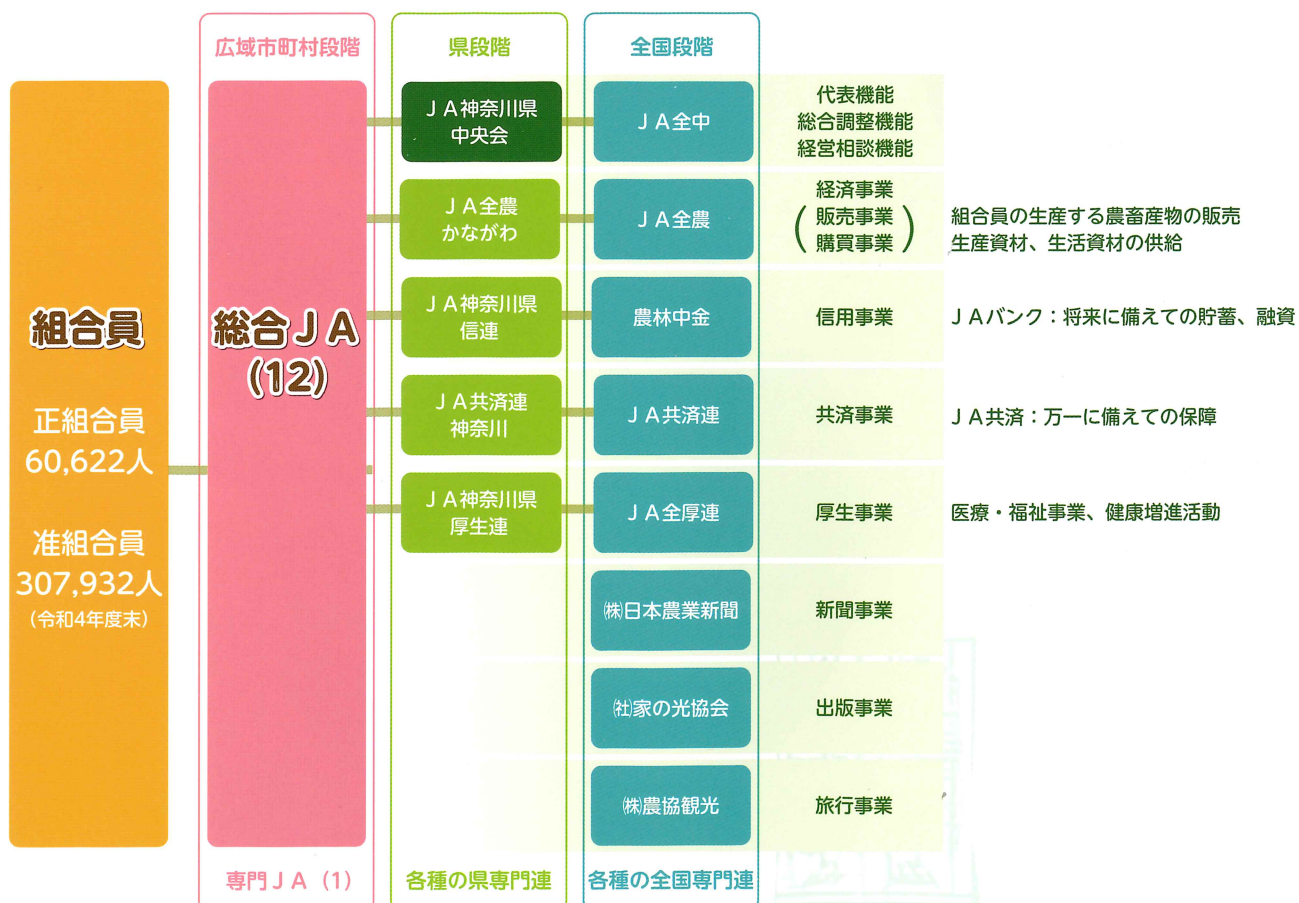 広域市町村段階
県段階
全国段階
組合員
正組合員
60,622人
准組合員
307,932人
(令和4年度末)
総合JA
(12)
JA神奈川県
中央会
JA全中
代表機能
総合調整機能
経営相談機能
JA全農
かながわ
JA全農
経済事業
(販売事業
購買事業)
組合員の生産する農畜産物の販売
生産資材、生活資材の供給
JA神奈川県
信連
農林中金
信用事業
JAバンク:将来に備えての貯蓄、融資
JA共済連
神奈川
JA共済連
共済事業
JA共済:万一に備えての保障
JA神奈川県
厚生連
JA全厚連
厚生事業
医療・福祉事業、健康増進活動
㈱日本農業新聞
新聞事業
㈳家の光協会
出版事業
㈱農協観光
旅行事業
専門JA(1)
各種の県専門連
各種の全国専門連